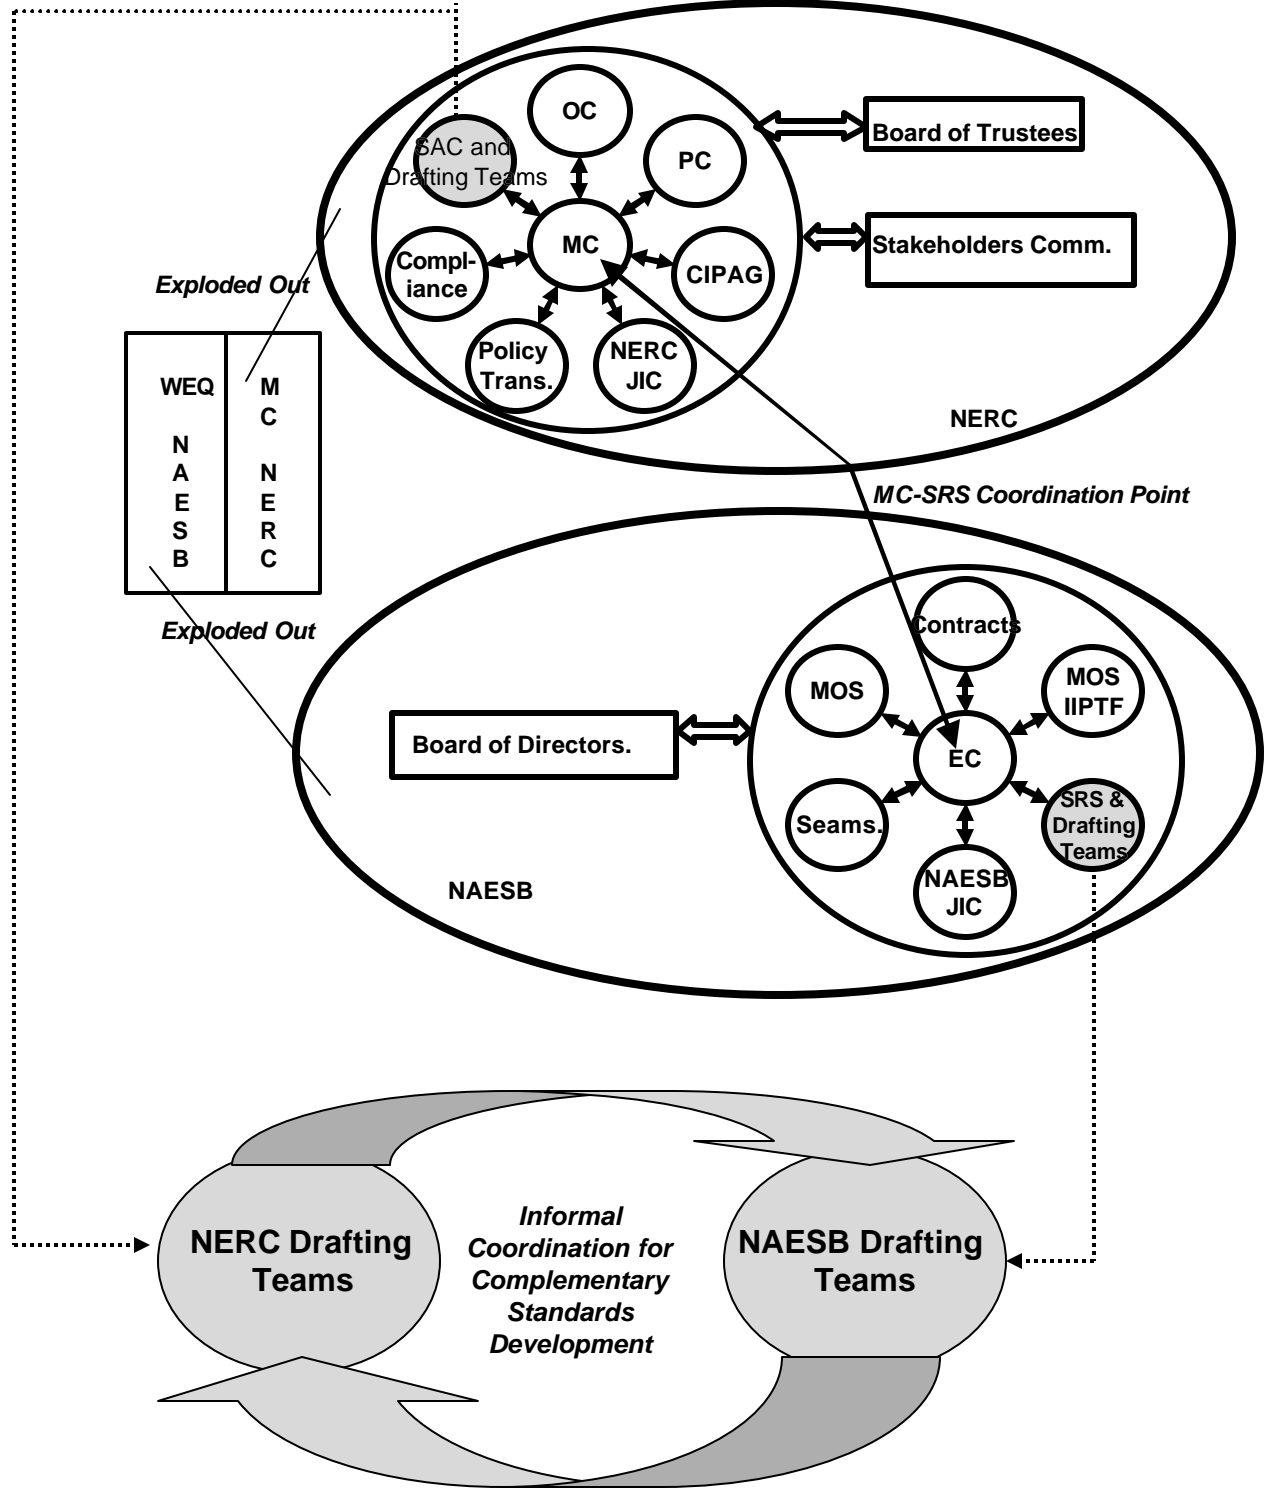 OC
SAC and
Drafting Teams
PC
MC
Compl-
iance
CIPAG
Policy
Trans.
NERC
JIC
Board of Trustees
Stakeholders Comm.
NERC
Exploded Out
WEQ
N
A
E
S
B
M
C
N
E
R
C
Exploded Out
MC-SRS Coordination Point
Contracts
MOS
MOS
IIPTF
EC
Board of Directors.
Seams.
SRS &
Drafting
Teams
NAESB
JIC
NAESB
NERC Drafting
Teams
Informal
Coordination for
Complementary
Standards
Development
NAESB Drafting
Teams